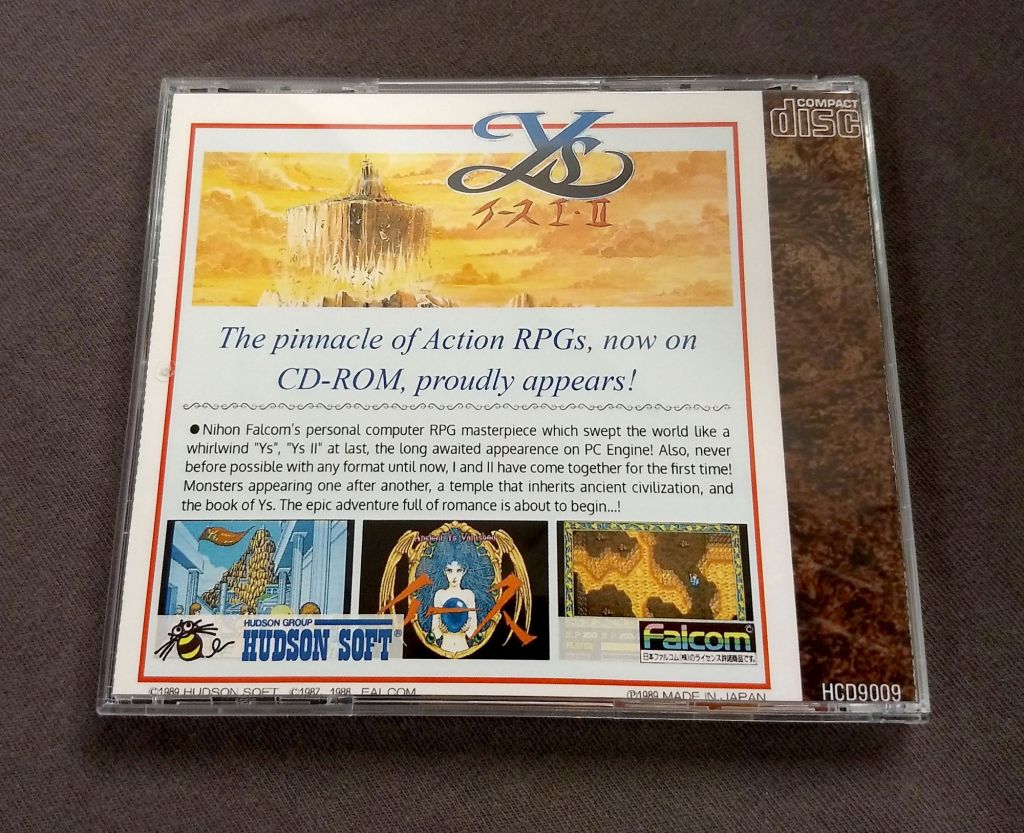 COMPACT
disc
Ys
イース I・II
The pinnacle of Action RPGs, now on
CD-ROM, proudly appears!
●Nihon Falcom's personal computer RPG masterpiece which swept the world like a
whirlwind "Ys", "Ys II" at last, the long awaited appearence on PC Engine! Also, never
before possible with any format until now, I and II have come together for the first time!
Monsters appearing one after another, a temple that inherits ancient civilization, and
the book of Ys. The epic adventure full of romance is about to begin...!
Ancient Ys Vanished
イース
HUDSON GROUP
HUDSON SOFT®
Falcom
日本ファルコム(株)のライセンス許諾商品です。
©1989 HUDSON SOFT ©1987, 1988 FALCOM
℗1989 MADE IN JAPAN
HCD9009